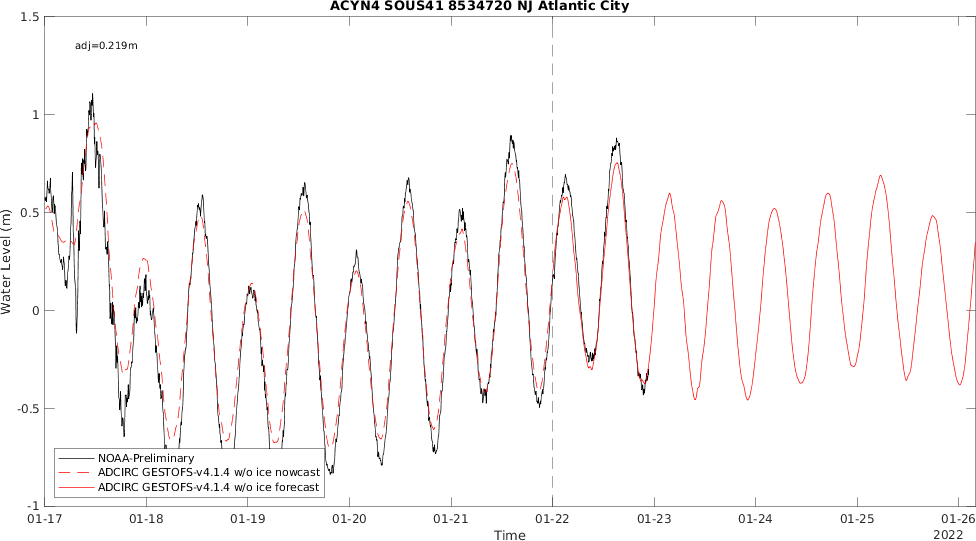 ACYN4 SOUS41 8534720 NJ Atlantic City
1.5
adj=0.219m
1
0.5
0
-0.5
-1
Water Level (m)
NOAA-Preliminary
ADCIRC GESTOFS-v4.1.4 w/o ice nowcast
ADCIRC GESTOFS-v4.1.4 w/o ice forecast
01-17 01-18 01-19 01-20 01-21 01-22 01-23 01-24 01-25 01-26
Time
2022